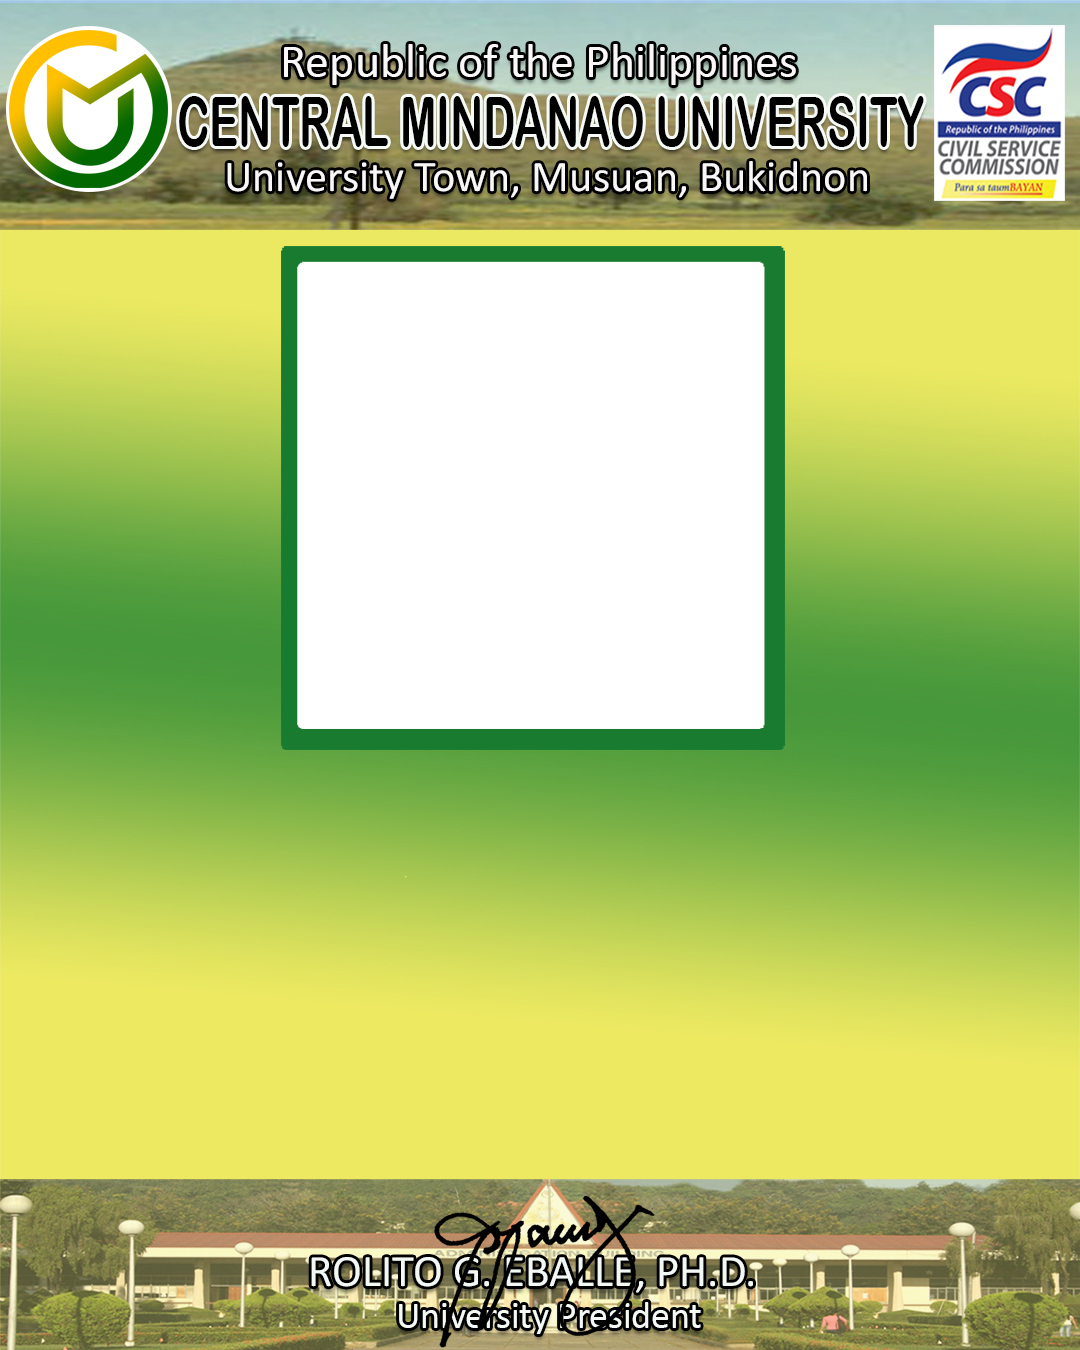 Republic of the Philippines
CENTRAL MINDANAO UNIVERSITY
University Town, Musuan, Bukidnon
CSC
Republic of the Philippines
CIVIL SERVICE
COMMISSION
Para sa taumBAYAN
ROLITO G. EBALLE, PH.D.
University President